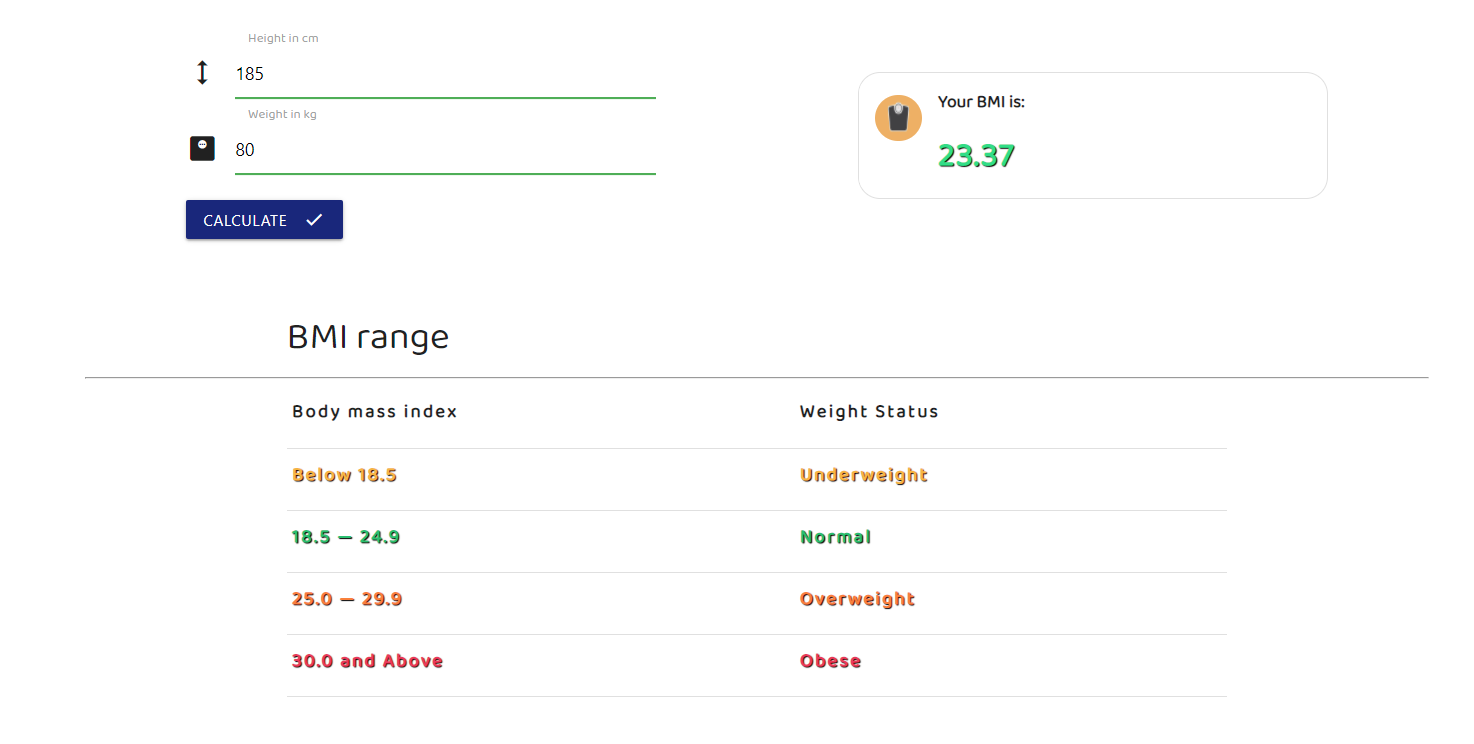 Height in cm
185
Weight in kg
80
CALCULATE
Your BMI is:
23.37
BMI range
Body mass index Weight Status
Below 18.5 Underweight
18.5 — 24.9 Normal
25.0 — 29.9 Overweight
30.0 and Above Obese